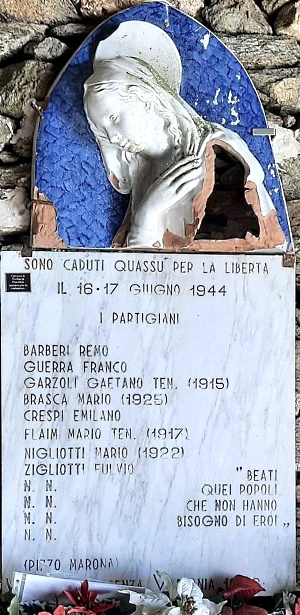 SONO CADUTI QUASSU' PER LA LIBERTA
IL 16-17 GIUGNO 1944
I PARTIGIANI
BARBERI REMO
GUERRA FRANCO
GARZOLI GAETANO TEN. (1915)
BRASCA MARIO (1925)
CRESPI EMILANO
FLAIM MARIO TEN. (1917)
NIGLIOTTI MARIO (1922)
ZIGLIOTTI FULVIO
N. N.
N. N.
N. N.
N. N.
N. N.
"BEATI
QUEI POPOLI
CHE NON HANNO
BISOGNO DI EROI„
(PIZZO MARONA)